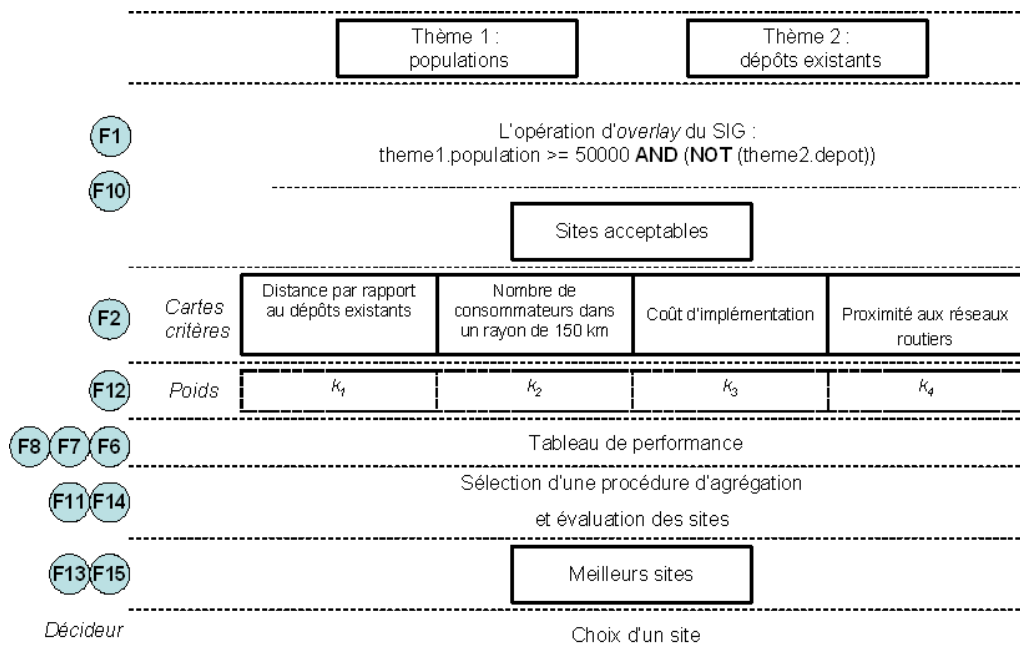 Thème 1 :
populations
Thème 2 :
dépôts existants
F1
L'opération d'overlay du SIG :
theme1.population >= 50000 AND (NOT (theme2.depot))
F10
Sites acceptables
F2
Cartes
critères
Distance par rapport
au dépôts existants
Nombre de
consommateurs dans
un rayon de 150 km
Coût d'implémentation
Proximité aux réseaux
routiers
F12
Poids
k1
k2
k3
k4
F8 F7 F6
Tableau de performance
F11 F14
Sélection d'une procédure d'agrégation
et évaluation des sites
F13 F15
Meilleurs sites
Décideur
Choix d'un site